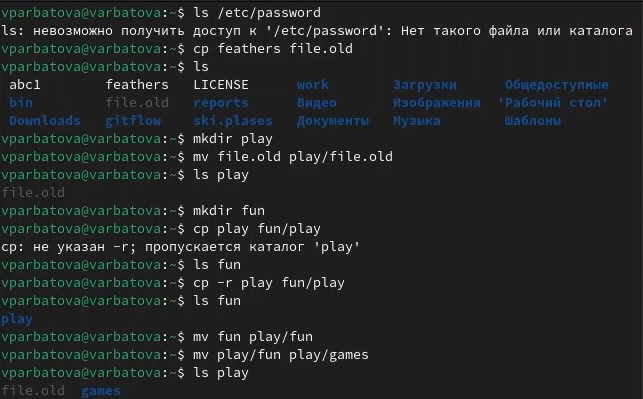 vparbatova@varbatova:~$ ls /etc/password
ls: невозможно получить доступ к '/etc/password': Нет такого файла или каталога
vparbatova@varbatova:~$ cp feathers file.old
vparbatova@varbatova:~$ ls
abc1 feathers LICENSE work Загрузки Общедоступные
bin file.old reports Видео Изображения 'Рабочий стол'
Downloads gitflow ski.plases Документы Музыка Шаблоны
vparbatova@varbatova:~$ mkdir play
vparbatova@varbatova:~$ mv file.old play/file.old
vparbatova@varbatova:~$ ls play
file.old
vparbatova@varbatova:~$ mkdir fun
vparbatova@varbatova:~$ cp play fun/play
cp: не указан -r; пропускается каталог 'play'
vparbatova@varbatova:~$ ls fun
vparbatova@varbatova:~$ cp -r play fun/play
vparbatova@varbatova:~$ ls fun
play
vparbatova@varbatova:~$ mv fun play/fun
vparbatova@varbatova:~$ mv play/fun play/games
vparbatova@varbatova:~$ ls play
file.old games